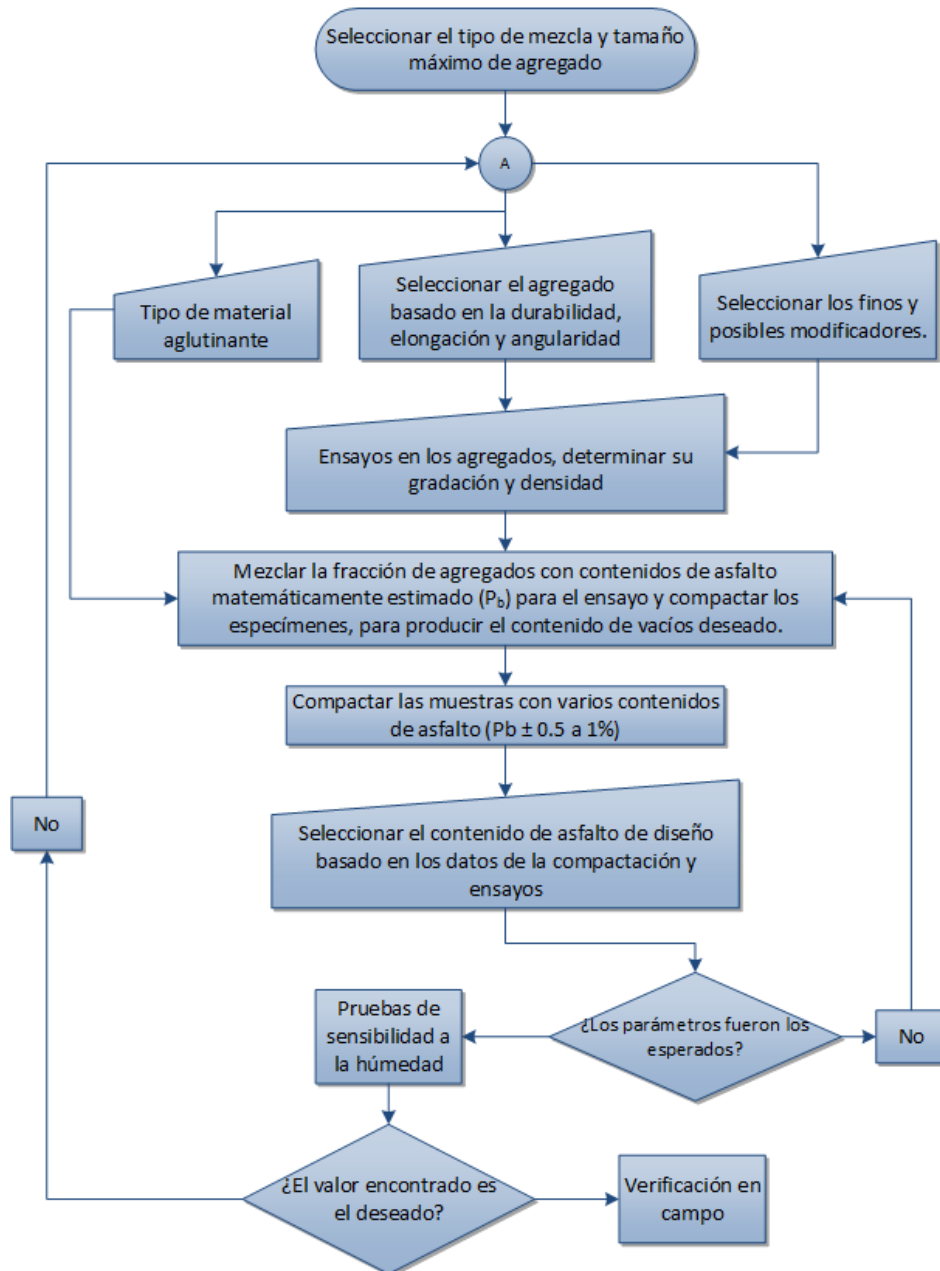 Seleccionar el tipo de mezcla y tamaño
máximo de agregado
A
Tipo de material
aglutinante
Seleccionar el agregado
basado en la durabilidad,
elongación y angularidad
Seleccionar los finos y
posibles modificadores.
Ensayos en los agregados, determinar su
gradación y densidad
Mezclar la fracción de agregados con contenidos de asfalto
matemáticamente estimado (P_b) para el ensayo y compactar los
especímenes, para producir el contenido de vacíos deseado.
Compactar las muestras con varios contenidos
de asfalto (Pb ± 0.5 a 1%)
No
Seleccionar el contenido de asfalto de diseño
basado en los datos de la compactación y
ensayos
Pruebas de
sensibilidad a
la húmedad
¿Los parámetros fueron los
esperados?
No
¿El valor encontrado es
el deseado?
Verificación en
campo